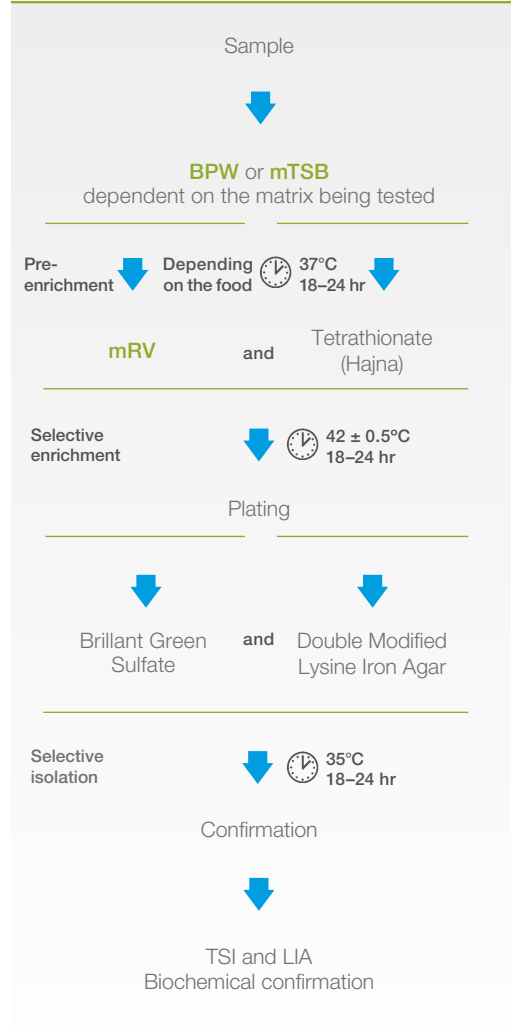 Sample
BPW or mTSB
dependent on the matrix being tested
Pre-
enrichment
Depending
on the food
37°C
18–24 hr
mRV
and
Tetrathionate
(Hajna)
Selective
enrichment
42 ± 0.5ºC
18–24 hr
Plating
Brillant Green
Sulfate
and
Double Modified
Lysine Iron Agar
Selective
isolation
35°C
18–24 hr
Confirmation
TSI and LIA
Biochemical confirmation